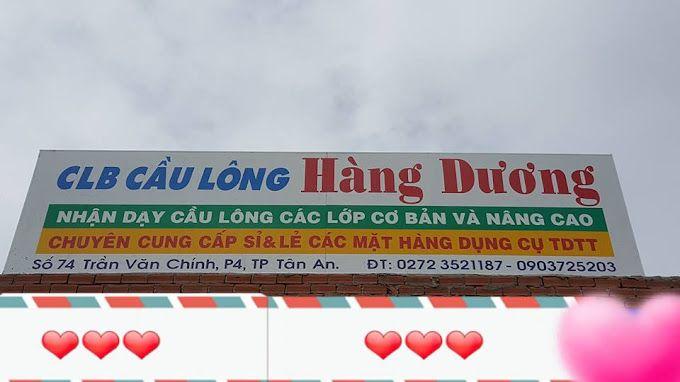 CLB CẦU LÔNG Hàng Dương
NHẬN DẠY CẦU LÔNG CÁC LỚP CƠ BẢN VÀ NÂNG CAO
CHUYÊN CUNG CẤP SỈ&LẺ CÁC MẶT HÀNG DỤNG CỤ TDTT
Số 74 Trần Văn Chính, P4, TP Tân An. ĐT: 0272 3521187 - 0903725203